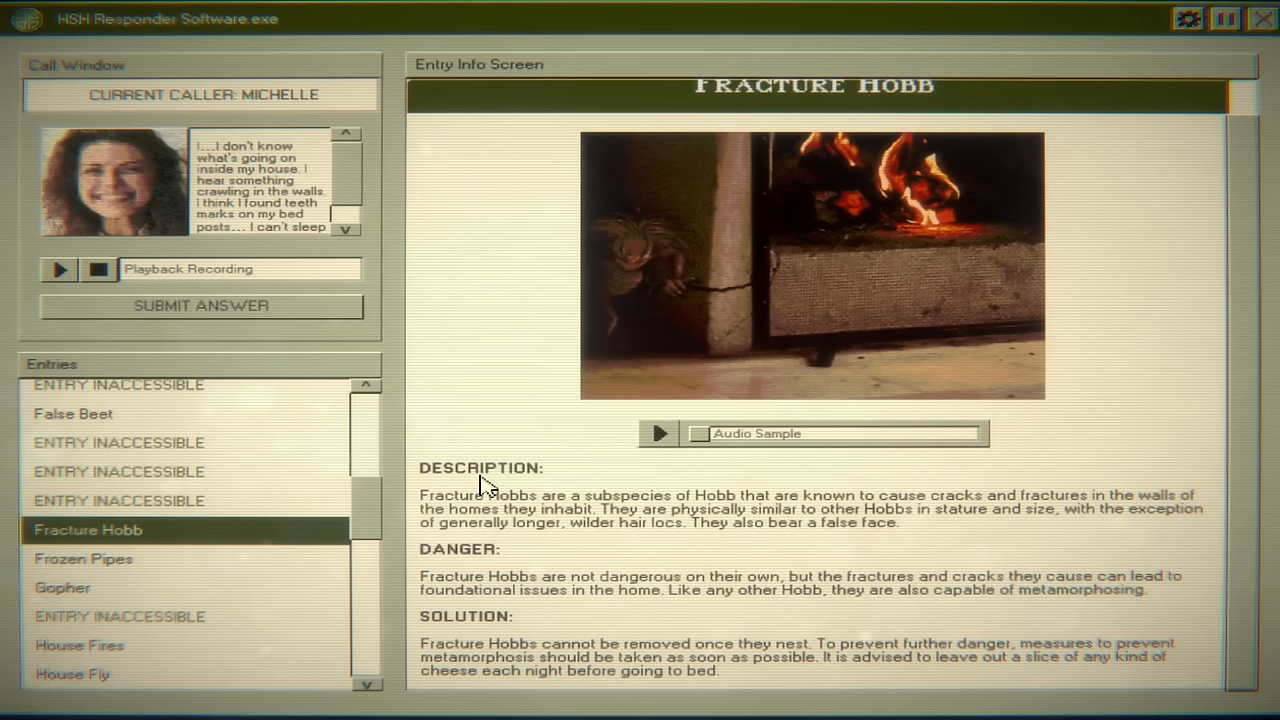 HSH Responder Software.exe
Call Window
CURRENT CALLER: MICHELLE
I...I don't know
what's going on
inside my house. I
hear something
crawling in the walls.
I think I found teeth
marks on my bed
posts... I can't sleep
Playback Recording
SUBMIT ANSWER
Entries
ENTRY INACCESSIBLE
False Beet
ENTRY INACCESSIBLE
ENTRY INACCESSIBLE
ENTRY INACCESSIBLE
Fracture Hobb
Frozen Pipes
Gopher
ENTRY INACCESSIBLE
House Fires
House Fly
Entry Info Screen
FRACTURE HOBB
Audio Sample
DESCRIPTION:
Fracture Hobbs are a subspecies of Hobb that are known to cause cracks and fractures in the walls of
the homes they inhabit. They are physically similar to other Hobbs in stature and size, with the exception
of generally longer, wilder hair locs. They also bear a false face.
DANGER:
Fracture Hobbs are not dangerous on their own, but the fractures and cracks they cause can lead to
foundational issues in the home. Like any other Hobb, they are also capable of metamorphosing.
SOLUTION:
Fracture Hobbs cannot be removed once they nest. To prevent further danger, measures to prevent
metamorphosis should be taken as soon as possible. It is advised to leave out a slice of any kind of
cheese each night before going to bed.